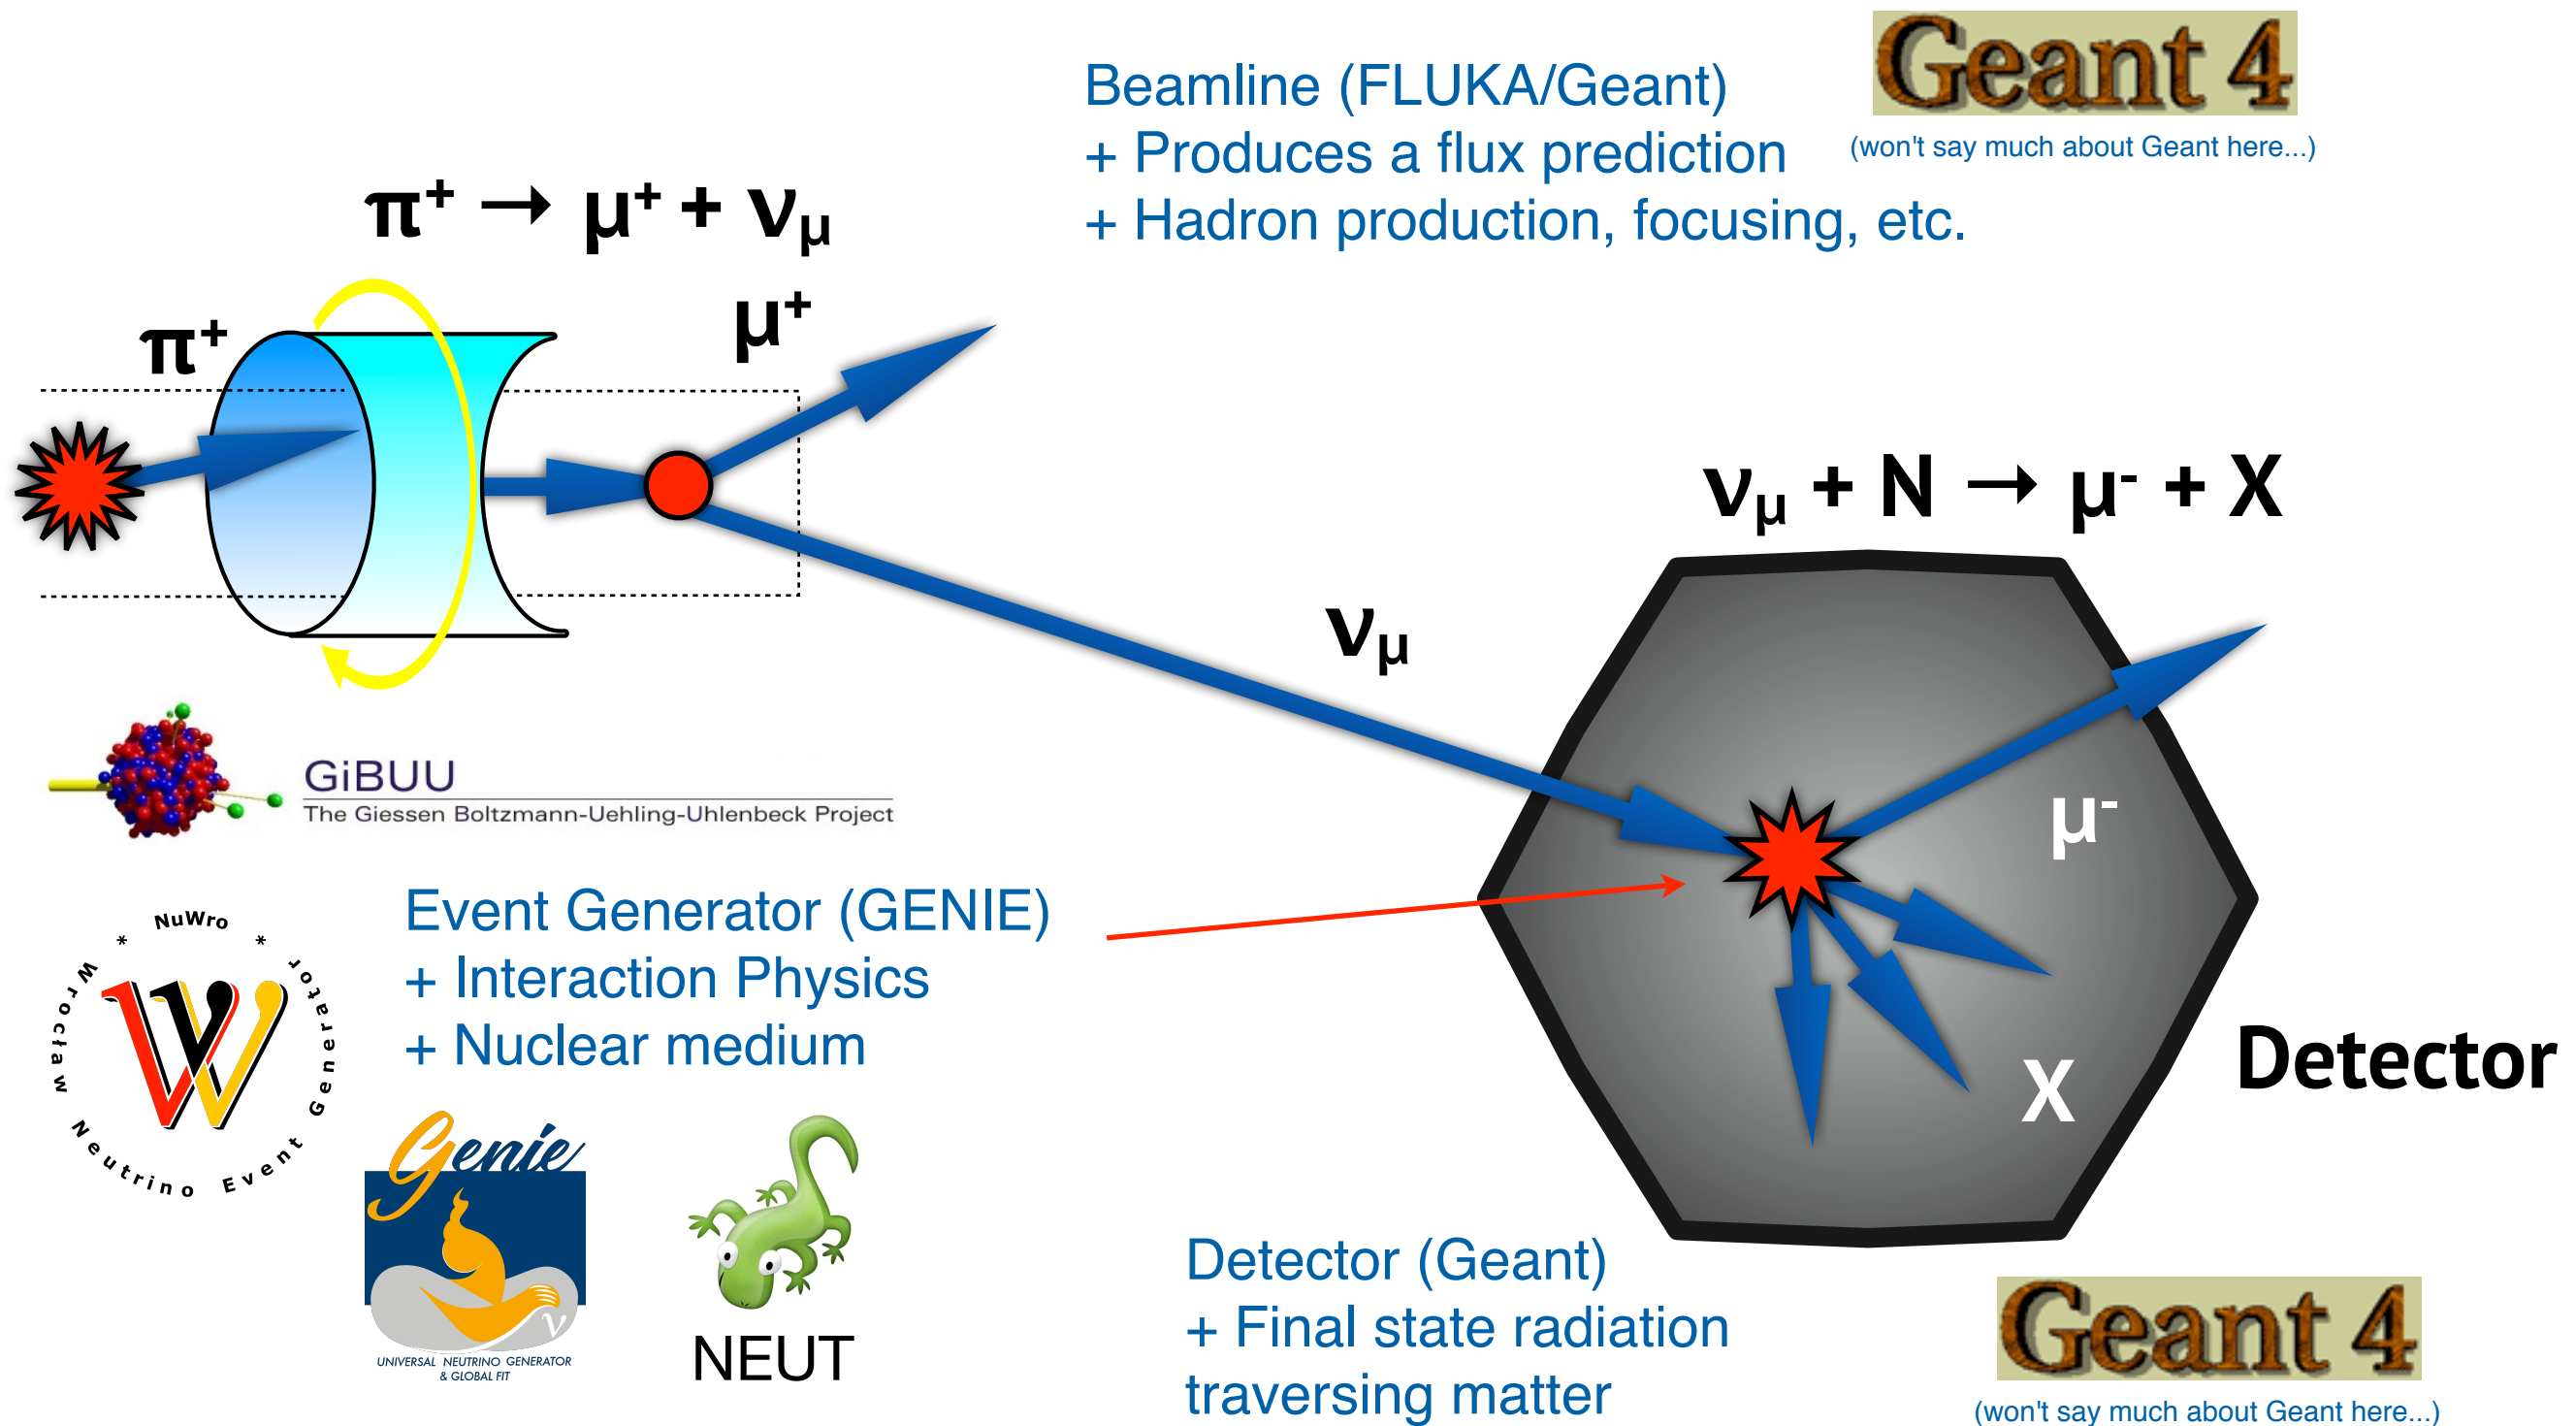 Beamline (FLUKA/Geant)
+ Produces a flux prediction
+ Hadron production, focusing, etc.
Geant 4
(won't say much about Geant here...)
π⁺ → μ⁺ + νμ
π⁺
μ⁺
νμ + N → μ⁻ + X
νμ
μ⁻
X
Detector
GiBUU
The Giessen Boltzmann-Uehling-Uhlenbeck Project
Event Generator (GENIE)
+ Interaction Physics
+ Nuclear medium
* NuWro *
Wrocław Neutrino Event Generator
Genie
ν
UNIVERSAL NEUTRINO GENERATOR
& GLOBAL FIT
NEUT
Detector (Geant)
+ Final state radiation
traversing matter
Geant 4
(won't say much about Geant here...)